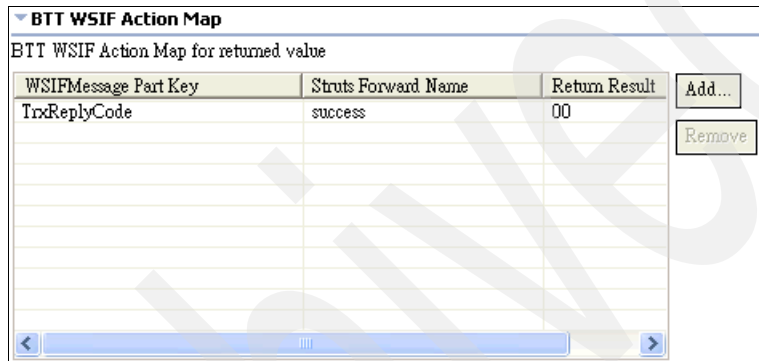 BTT WSIF Action Map
BTT WSIF Action Map for returned value
WSIFMessage Part Key Struts Forward Name Return Result Add...
TrxReplyCode success 00
Remove